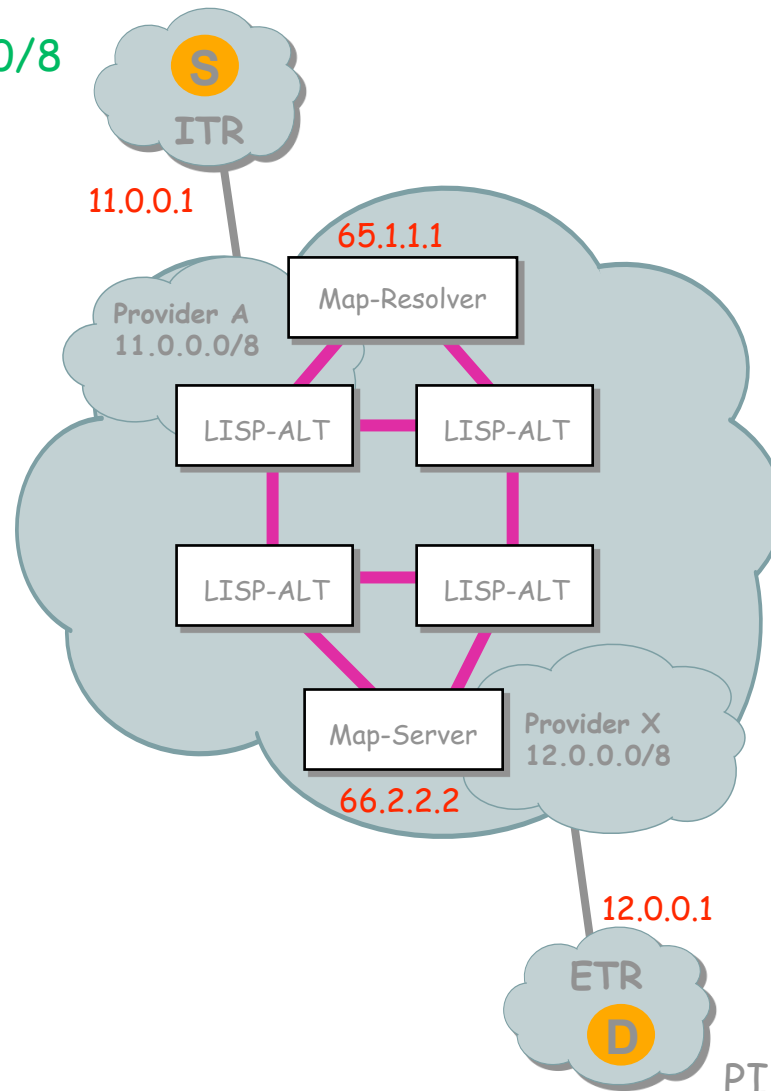 0/8
S
ITR
11.0.0.1
65.1.1.1
Map-Resolver
Provider A
11.0.0.0/8
LISP-ALT
LISP-ALT
LISP-ALT
LISP-ALT
Map-Server
Provider X
12.0.0.0/8
66.2.2.2
12.0.0.1
ETR
D
PT